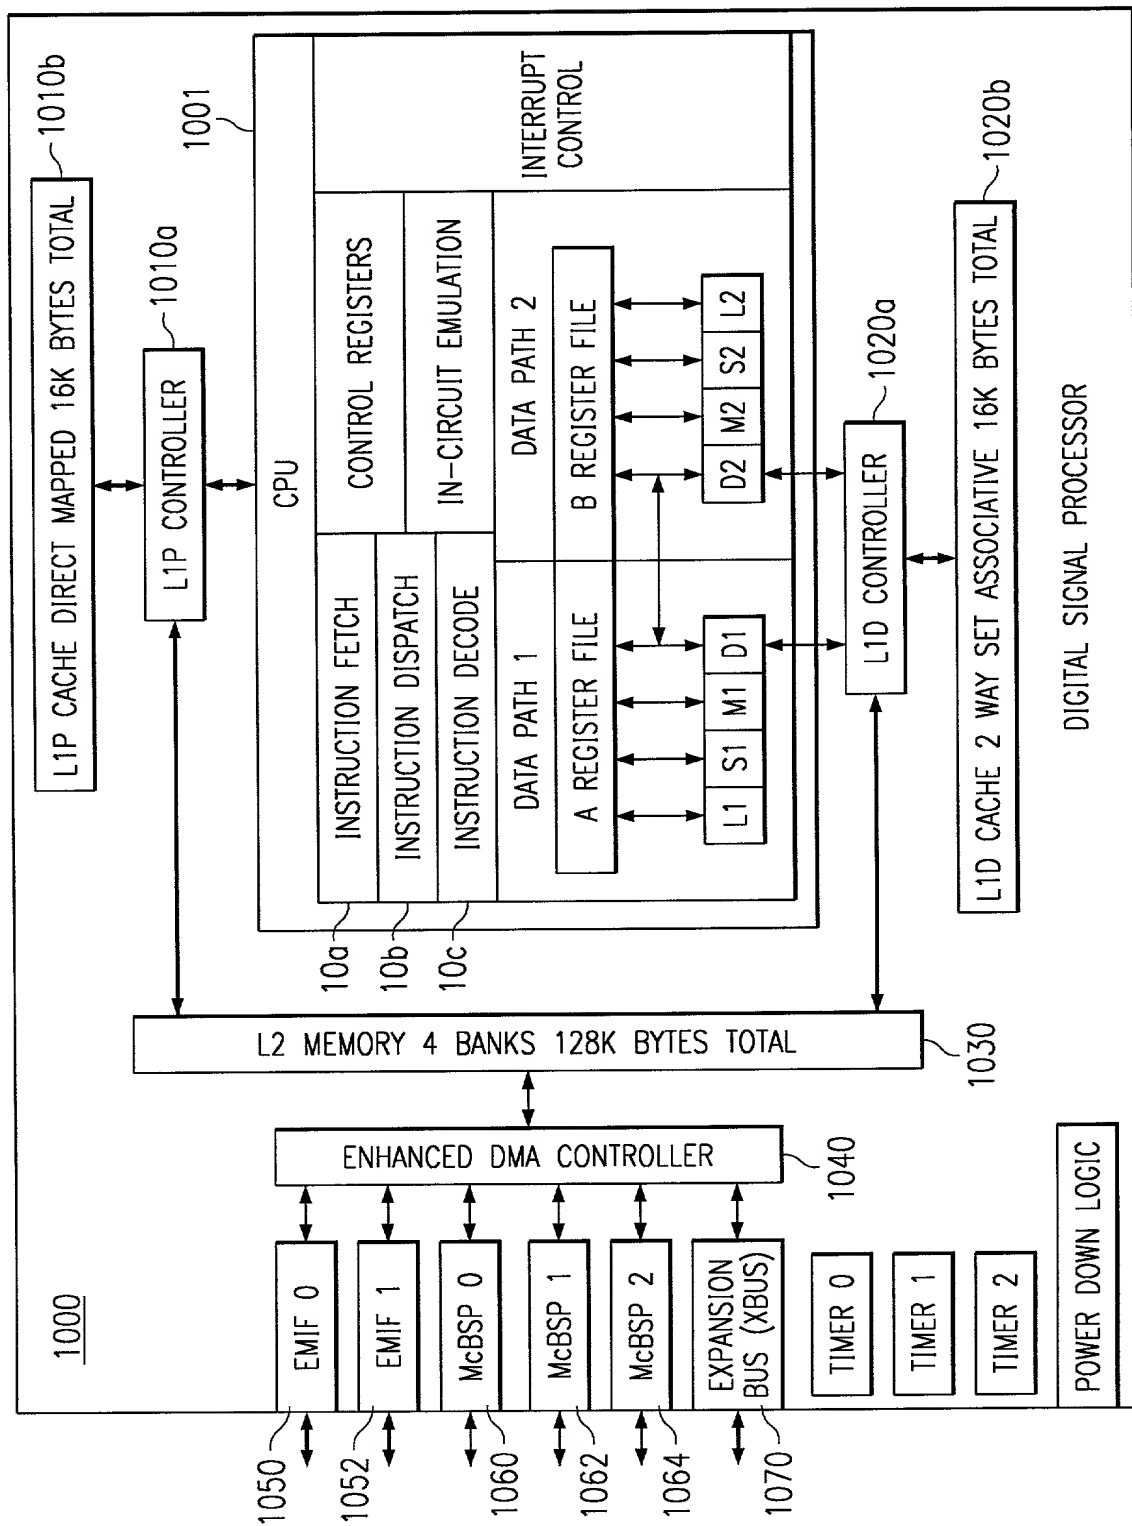 1000
L1P CACHE DIRECT MAPPED 16K BYTES TOTAL
1010b
L1P CONTROLLER
1010a
1001
CPU
INSTRUCTION FETCH
CONTROL REGISTERS
INSTRUCTION DISPATCH
IN-CIRCUIT EMULATION
INSTRUCTION DECODE
INTERRUPT
CONTROL
10a
10b
10c
DATA PATH 1
DATA PATH 2
A REGISTER FILE
B REGISTER FILE
L1
S1
M1
D1
D2
M2
S2
L2
L1D CONTROLLER
1020a
L1D CACHE 2 WAY SET ASSOCIATIVE 16K BYTES TOTAL
1020b
L2 MEMORY 4 BANKS 128K BYTES TOTAL
1030
ENHANCED DMA CONTROLLER
1040
EMIF 0
1050
EMIF 1
1052
McBSP 0
1060
McBSP 1
1062
McBSP 2
1064
EXPANSION
BUS (XBUS)
1070
TIMER 0
TIMER 1
TIMER 2
POWER DOWN LOGIC
DIGITAL SIGNAL PROCESSOR